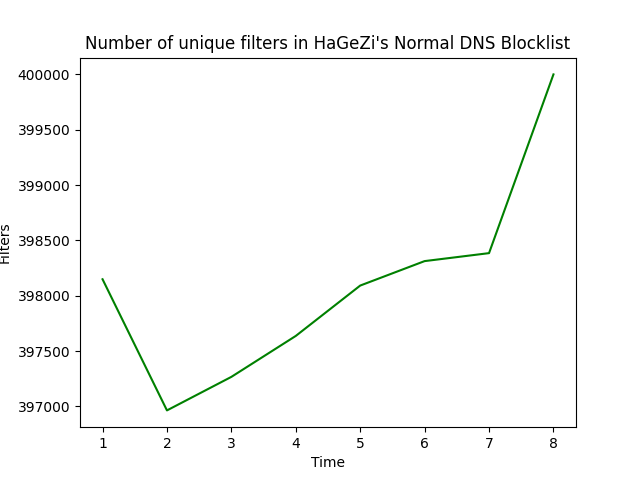 Number of unique filters in HaGeZi's Normal DNS Blocklist
400000
399500
399000
398500
398000
397500
397000
Filters
1 2 3 4 5 6 7 8
Time